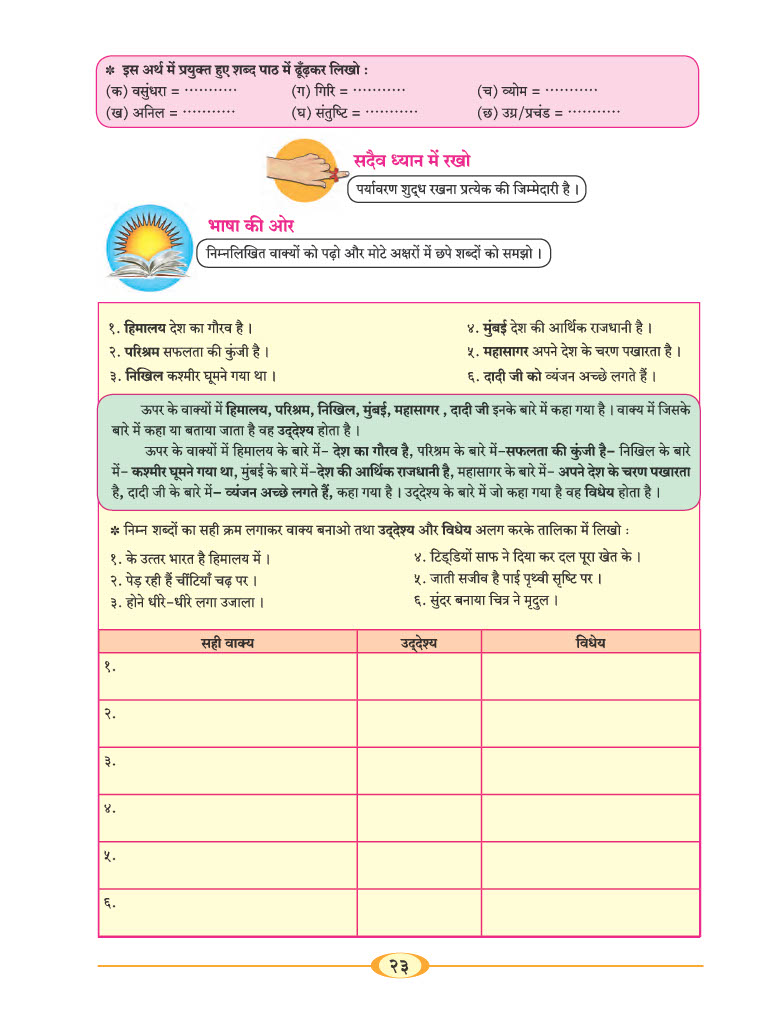 ✽ इस अर्थ में प्रयुक्त हुए शब्द पाठ में ढूँढ़कर लिखो :
(क) वसुंधरा = ···········
(ग) गिरि = ···········
(च) व्योम = ···········
(ख) अनिल = ···········
(घ) संतुष्टि = ···········
(छ) उग्र/प्रचंड = ···········
सदैव ध्यान में रखो
पर्यावरण शुद्ध रखना प्रत्येक की जिम्मेदारी है ।
भाषा की ओर
निम्नलिखित वाक्यों को पढ़ो और मोटे अक्षरों में छपे शब्दों को समझो ।
१. हिमालय देश का गौरव है ।
२. परिश्रम सफलता की कुंजी है ।
३. निखिल कश्मीर घूमने गया था ।
४. मुंबई देश की आर्थिक राजधानी है ।
५. महासागर अपने देश के चरण पखारता है ।
६. दादी जी को व्यंजन अच्छे लगते हैं ।
ऊपर के वाक्यों में हिमालय, परिश्रम, निखिल, मुंबई, महासागर , दादी जी इनके बारे में कहा गया है । वाक्य में जिसके
बारे में कहा या बताया जाता है वह उद्देश्य होता है ।
ऊपर के वाक्यों में हिमालय के बारे में- देश का गौरव है, परिश्रम के बारे में-सफलता की कुंजी है- निखिल के बारे
में- कश्मीर घूमने गया था, मुंबई के बारे में-देश की आर्थिक राजधानी है, महासागर के बारे में- अपने देश के चरण पखारता
है, दादी जी के बारे में- व्यंजन अच्छे लगते हैं, कहा गया है । उद्देश्य के बारे में जो कहा गया है वह विधेय होता है ।
✽ निम्न शब्दों का सही क्रम लगाकर वाक्य बनाओ तथा उद्देश्य और विधेय अलग करके तालिका में लिखो :
१. के उत्तर भारत है हिमालय में ।
२. पेड़ रही हैं चींटियाँ चढ़ पर ।
३. होने धीरे-धीरे लगा उजाला ।
४. टिड्डियों साफ ने दिया कर दल पूरा खेत के ।
५. जाती सजीव है पाई पृथ्वी सृष्टि पर ।
६. सुंदर बनाया चित्र ने मृदुल ।
सही वाक्य
उद्देश्य
विधेय
१.
२.
३.
४.
५.
६.
२३